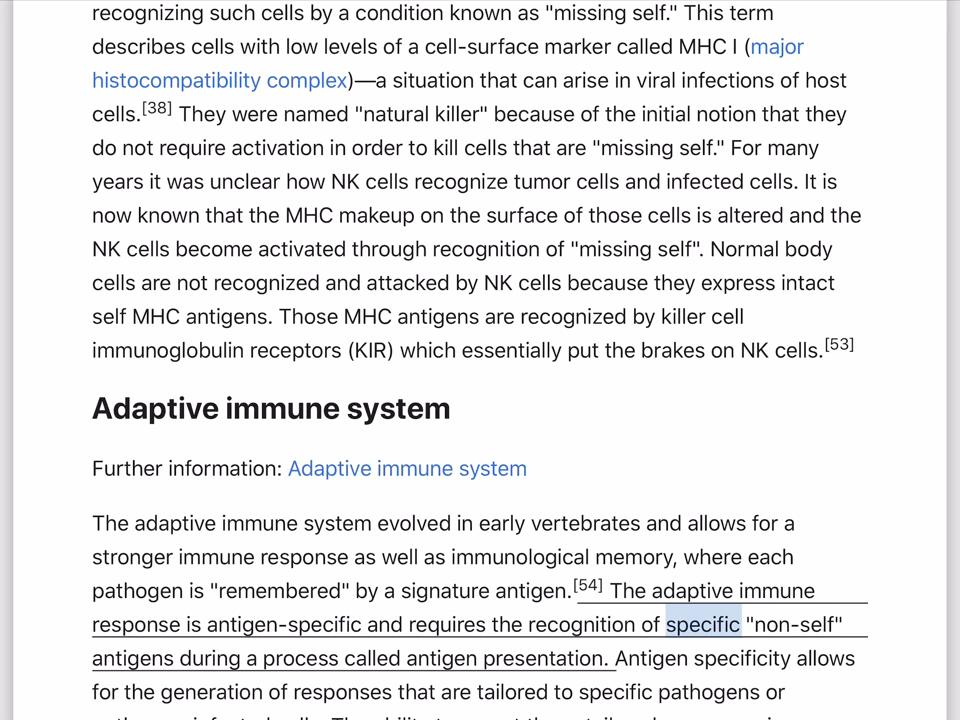 recognizing such cells by a condition known as "missing self." This term
describes cells with low levels of a cell-surface marker called MHC I (major
histocompatibility complex)—a situation that can arise in viral infections of host
cells.[38] They were named "natural killer" because of the initial notion that they
do not require activation in order to kill cells that are "missing self." For many
years it was unclear how NK cells recognize tumor cells and infected cells. It is
now known that the MHC makeup on the surface of those cells is altered and the
NK cells become activated through recognition of "missing self". Normal body
cells are not recognized and attacked by NK cells because they express intact
self MHC antigens. Those MHC antigens are recognized by killer cell
immunoglobulin receptors (KIR) which essentially put the brakes on NK cells.[53]
Adaptive immune system
Further information: Adaptive immune system
The adaptive immune system evolved in early vertebrates and allows for a
stronger immune response as well as immunological memory, where each
pathogen is "remembered" by a signature antigen.[54] The adaptive immune
response is antigen-specific and requires the recognition of specific "non-self"
antigens during a process called antigen presentation. Antigen specificity allows
for the generation of responses that are tailored to specific pathogens or